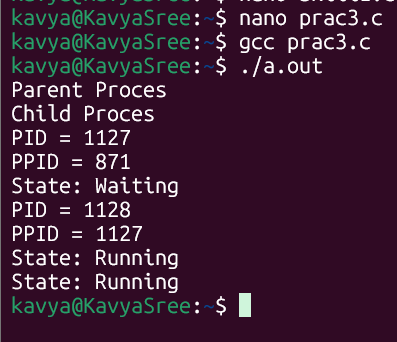 kavya@KavyaSree:~$ nano prac3.c
kavya@KavyaSree:~$ gcc prac3.c
kavya@KavyaSree:~$ ./a.out
Parent Proces
Child Proces
PID = 1127
PPID = 871
State: Waiting
PID = 1128
PPID = 1127
State: Running
State: Running
kavya@KavyaSree:~$